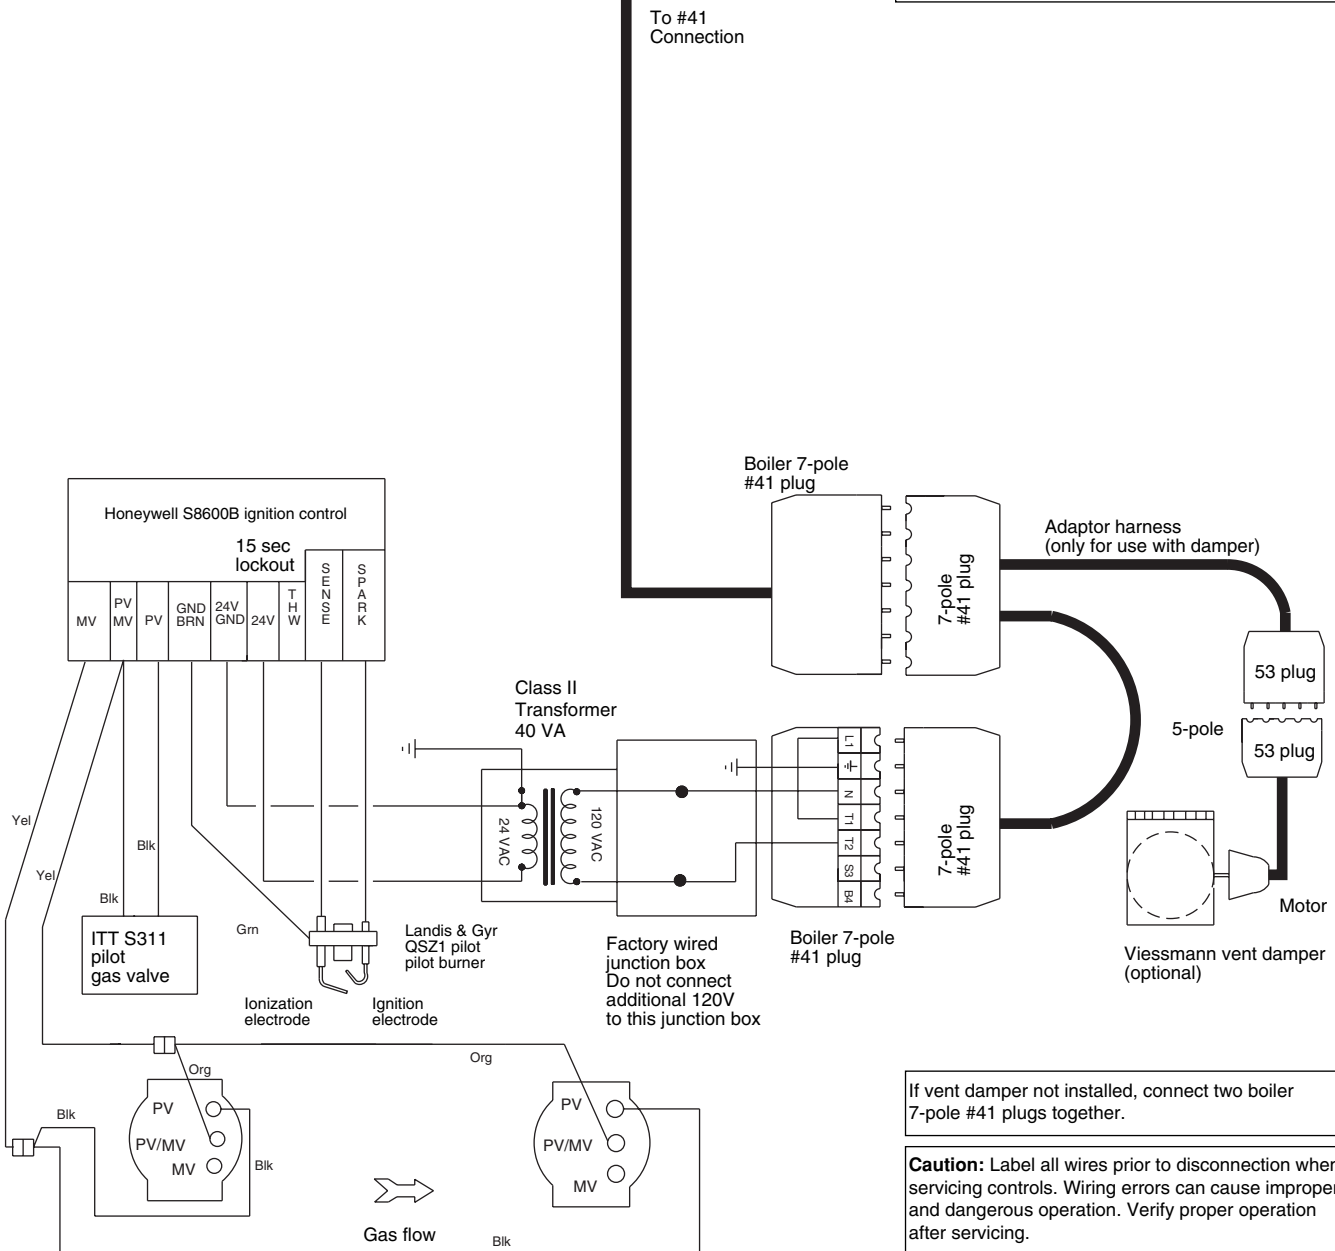 To #41
Connection
Boiler 7-pole
#41 plug
Honeywell S8600B ignition control
15 sec
lockout
MV
PV
MV
PV
GND
BRN
24V
GND
24V
THW
SENSE
SPARK
7-pole
#41 plug
Adaptor harness
(only for use with damper)
53 plug
5-pole
53 plug
Class II
Transformer
40 VA
24 VAC
120 VAC
L1
N
T1
T2
S3
B4
7-pole
#41 plug
Motor
Viessmann vent damper
(optional)
Boiler 7-pole
#41 plug
Factory wired
junction box
Do not connect
additional 120V
to this junction box
Yel
Yel
Blk
Blk
Grn
ITT S311
pilot
gas valve
Landis & Gyr
QSZ1 pilot
pilot burner
Ionization
electrode
Ignition
electrode
Org
Org
Blk
Blk
PV
PV/MV
MV
PV
PV/MV
MV
Gas flow
Blk
If vent damper not installed, connect two boiler
7-pole #41 plugs together.
Caution: Label all wires prior to disconnection when
servicing controls. Wiring errors can cause improper
and dangerous operation. Verify proper operation
after servicing.